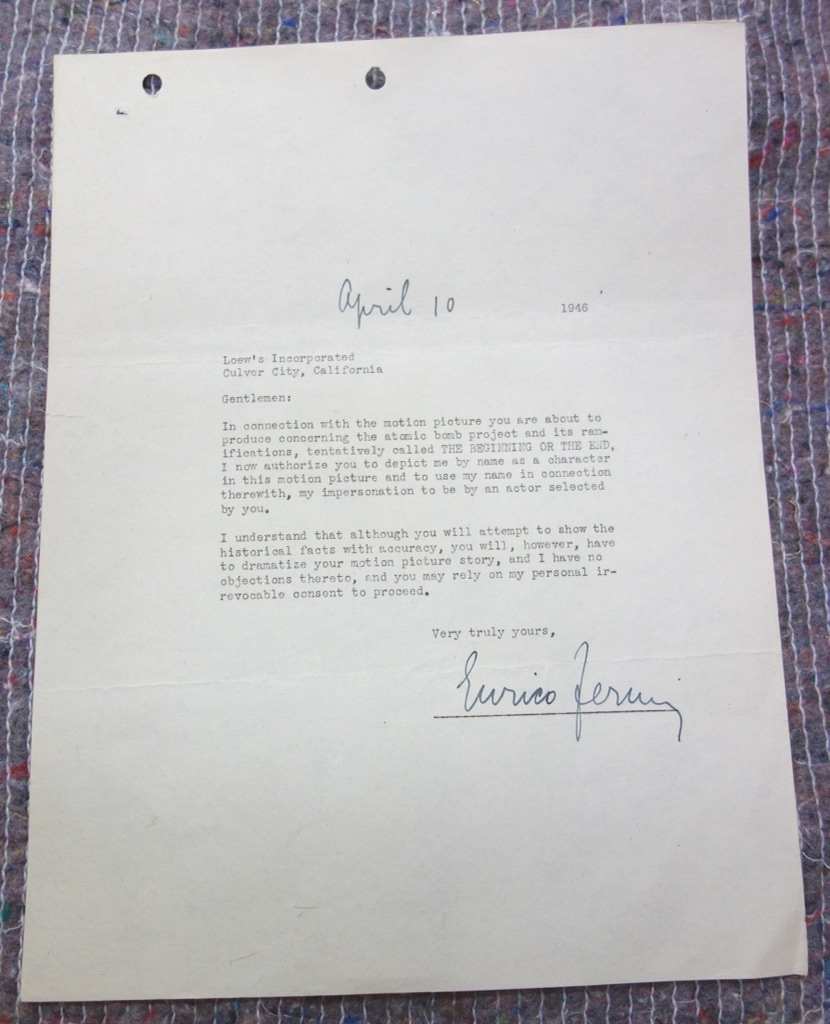 April 10 1946
Loew's Incorporated
Culver City, California
Gentlemen:
In connection with the motion picture you are about to
produce concerning the atomic bomb project and its ram-
ifications, tentatively called THE BEGINNING OR THE END,
I now authorize you to depict me by name as a character
in this motion picture and to use my name in connection
therewith, my impersonation to be by an actor selected
by you.
I understand that although you will attempt to show the
historical facts with accuracy, you will, however, have
to dramatize your motion picture story, and I have no
objections thereto, and you may rely on my personal ir-
revocable consent to proceed.
Very truly yours,
Enrico Fermi